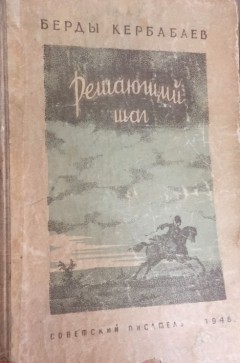 БЕРДЫ КЕРБАБАЕВ
Решающий
шаг
СОВЕТСКИЙ ПИСАТЕЛЬ 1948